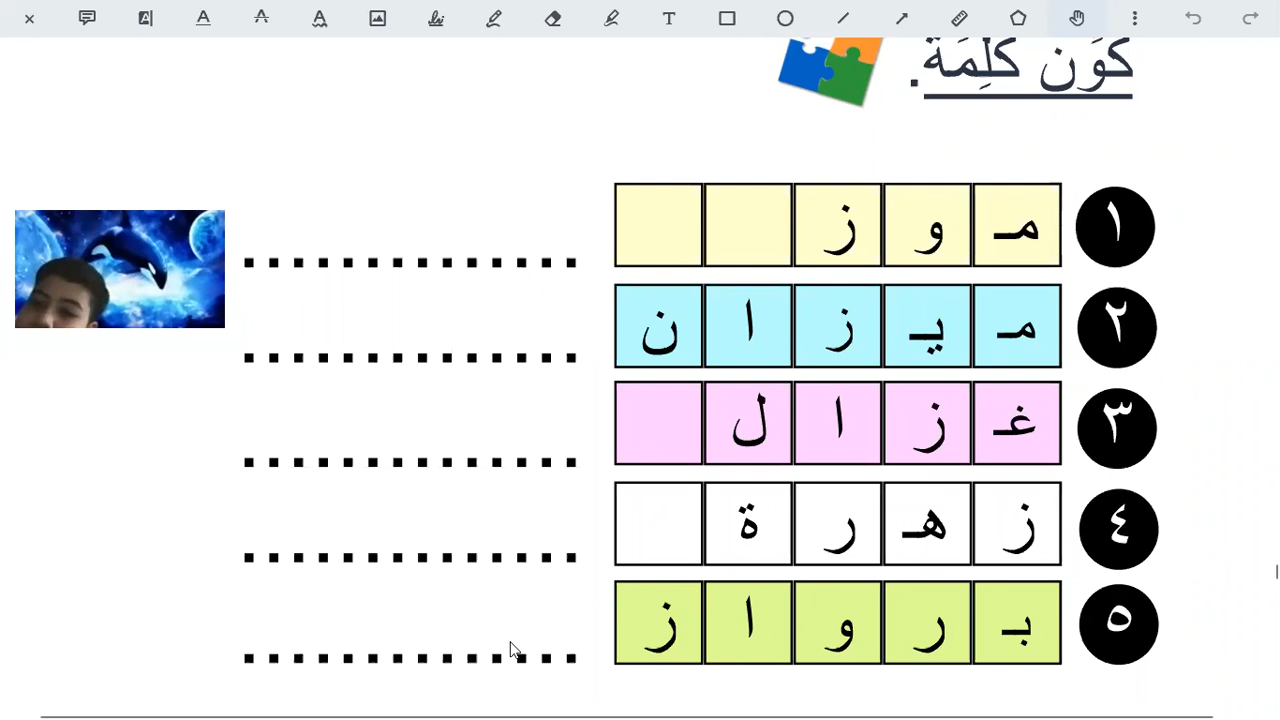 كَوِّن كَلِمَة.
١ مـ و ز
٢ مـ يـ ز ا ن
٣ غـ ز ا ل
٤ ز هـ ر ة
٥ بـ ر و ا ز